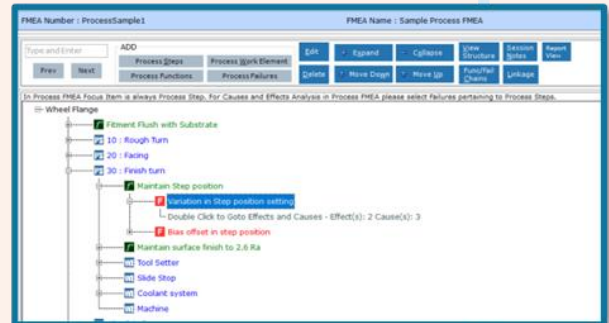 FMEA Number : ProcessSample1
FMEA Name : Sample Process FMEA
Type and Enter
ADD
Process Steps
Process Work Element
Process Functions
Process Failures
Prev
Next
Edit
Expand
Collapse
View Structure
Session Notes
Report View
Delete
Move Down
Move Up
Func/Fail Chains
Linkage
In Process FMEA Focus Item is always Process Step. For Causes and Effects Analysis in Process FMEA please select Failures pertaining to Process Steps.
Wheel Flange
Fitment Flush with Substrate
10 : Rough Turn
20 : Facing
30 : Finish turn
Maintain Step position
Variation in Step position setting
Double Click to Goto Effects and Causes - Effect(s): 2 Cause(s): 3
Bias offset in step position
Maintain surface finish to 2.6 Ra
Tool Setter
Slide Stop
Coolant system
Machine